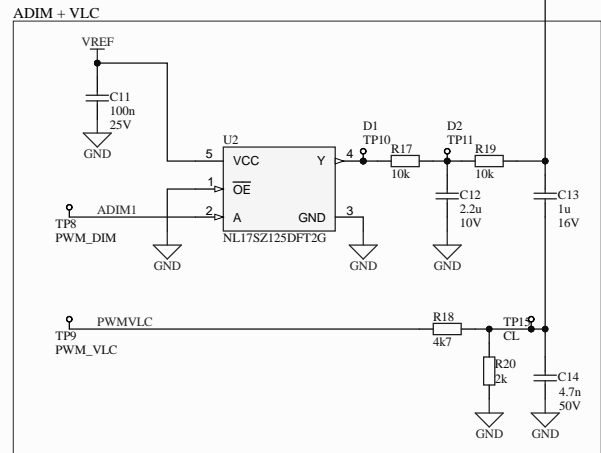 ADIM + VLC
VREF
C11
100n
25V
GND
U2
5 VCC Y 4
1 OE
2 A GND 3
NL17SZ125DFT2G
ADIM1
TP8
PWM_DIM
GND
GND
D1
TP10
R17
10k
D2
TP11
R19
10k
C12
2.2u
10V
GND
C13
1u
16V
PWMVLC
TP9
PWM_VLC
R18
4k7
TP15
CL
R20
2k
GND
C14
4.7n
50V
GND